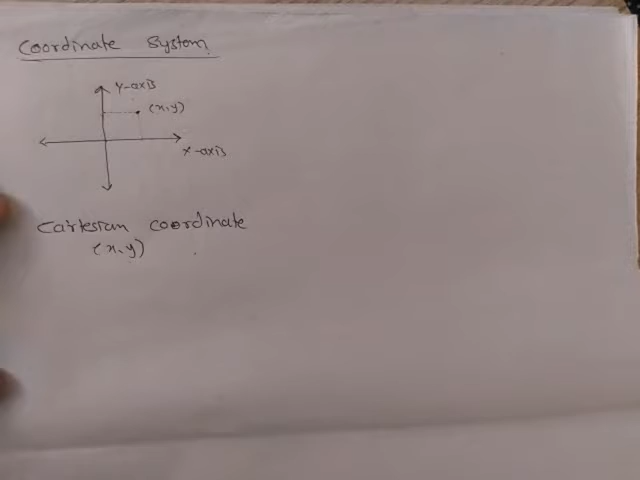 Coordinate System
Y-axis
(x,y)
X-axis
Cartesian coordinate
(x,y)